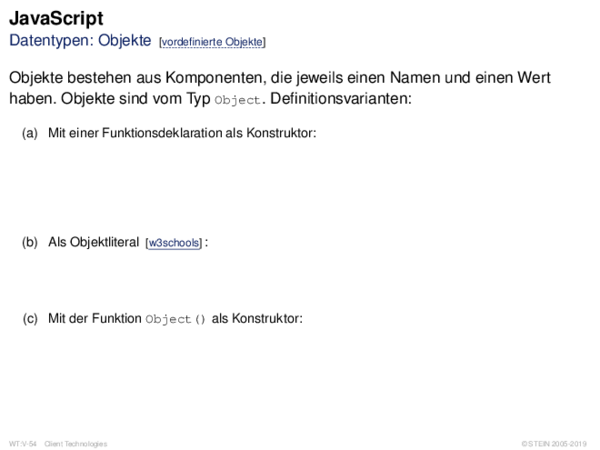 JavaScript
Datentypen: Objekte [vordefinierte Objekte]
Objekte bestehen aus Komponenten, die jeweils einen Namen und einen Wert
haben. Objekte sind vom Typ Object. Definitionsvarianten:
(a) Mit einer Funktionsdeklaration als Konstruktor:
(b) Als Objektliteral [w3schools] :
(c) Mit der Funktion Object() als Konstruktor:
WT:V-54 Client Technologies © STEIN 2005-2019